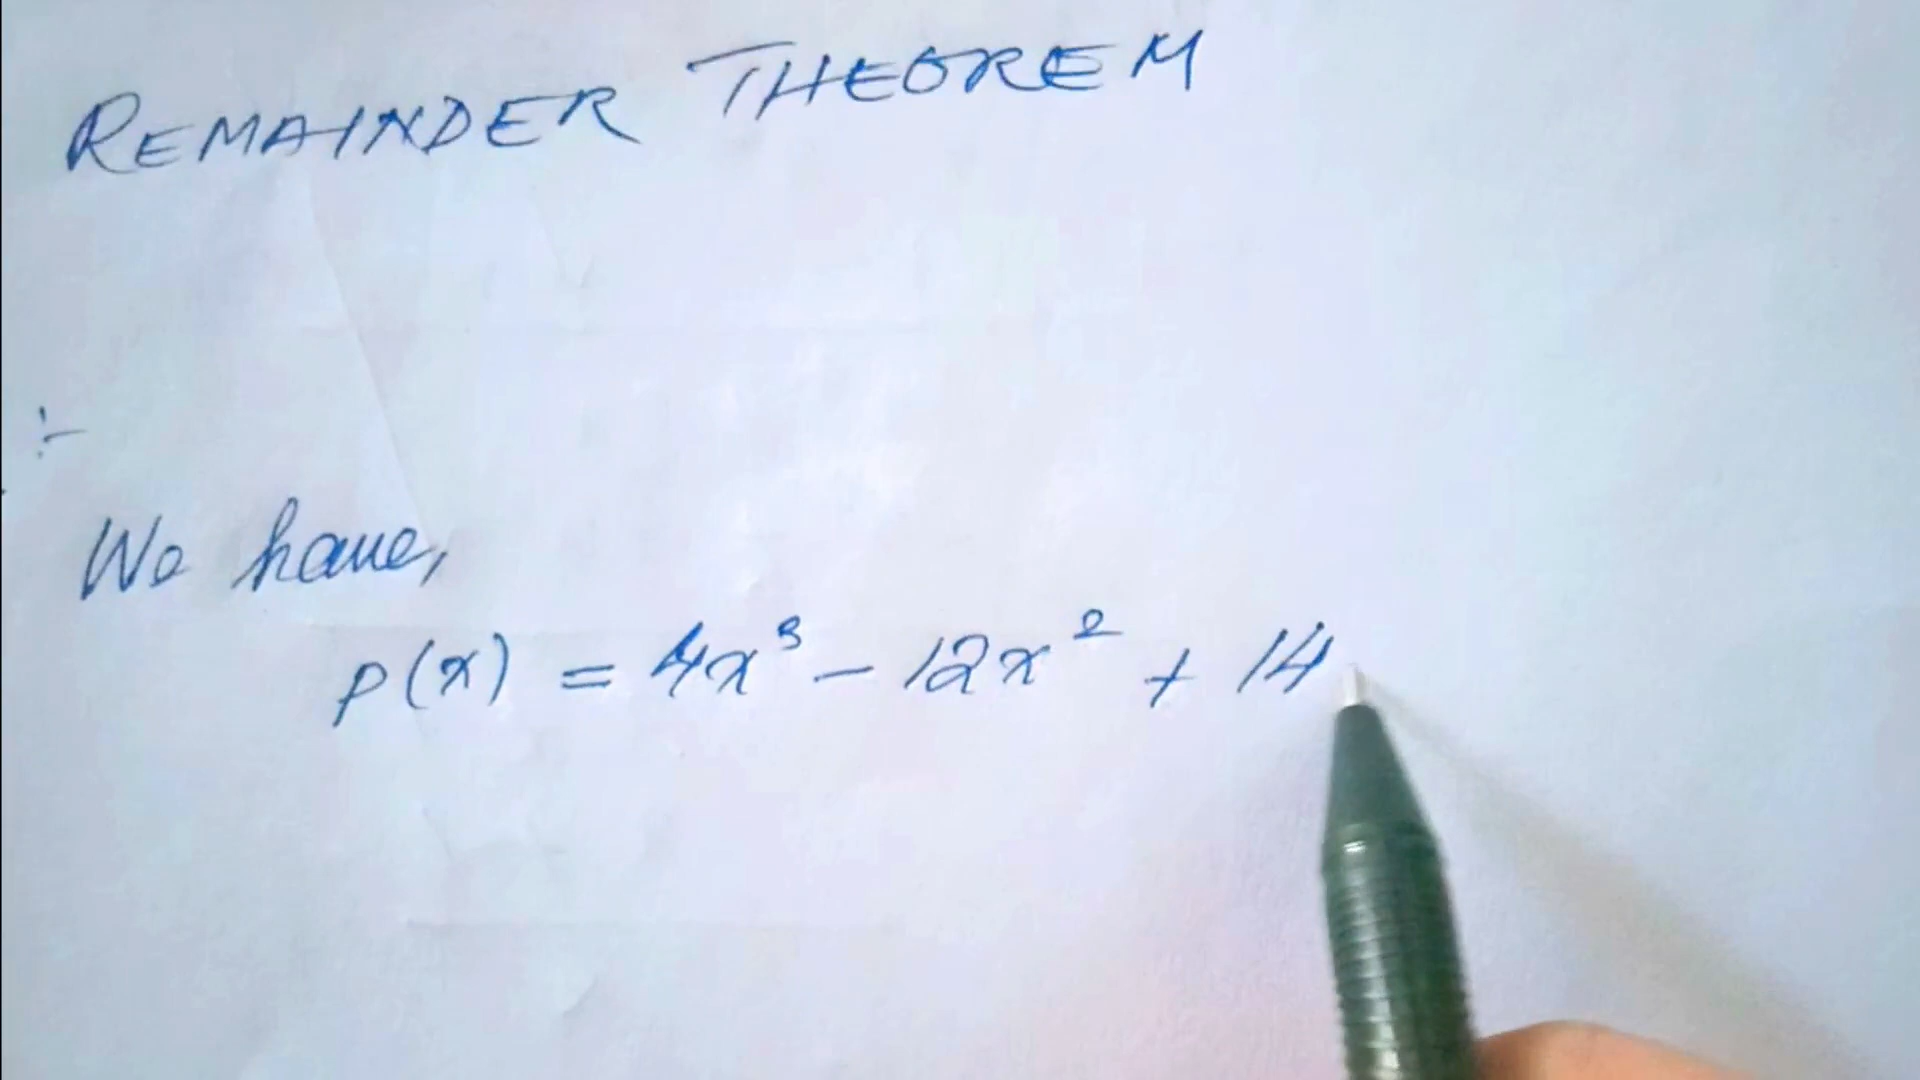 REMAINDER THEOREM
:-
We have,
p(x) = 4x³ - 12x² + 14